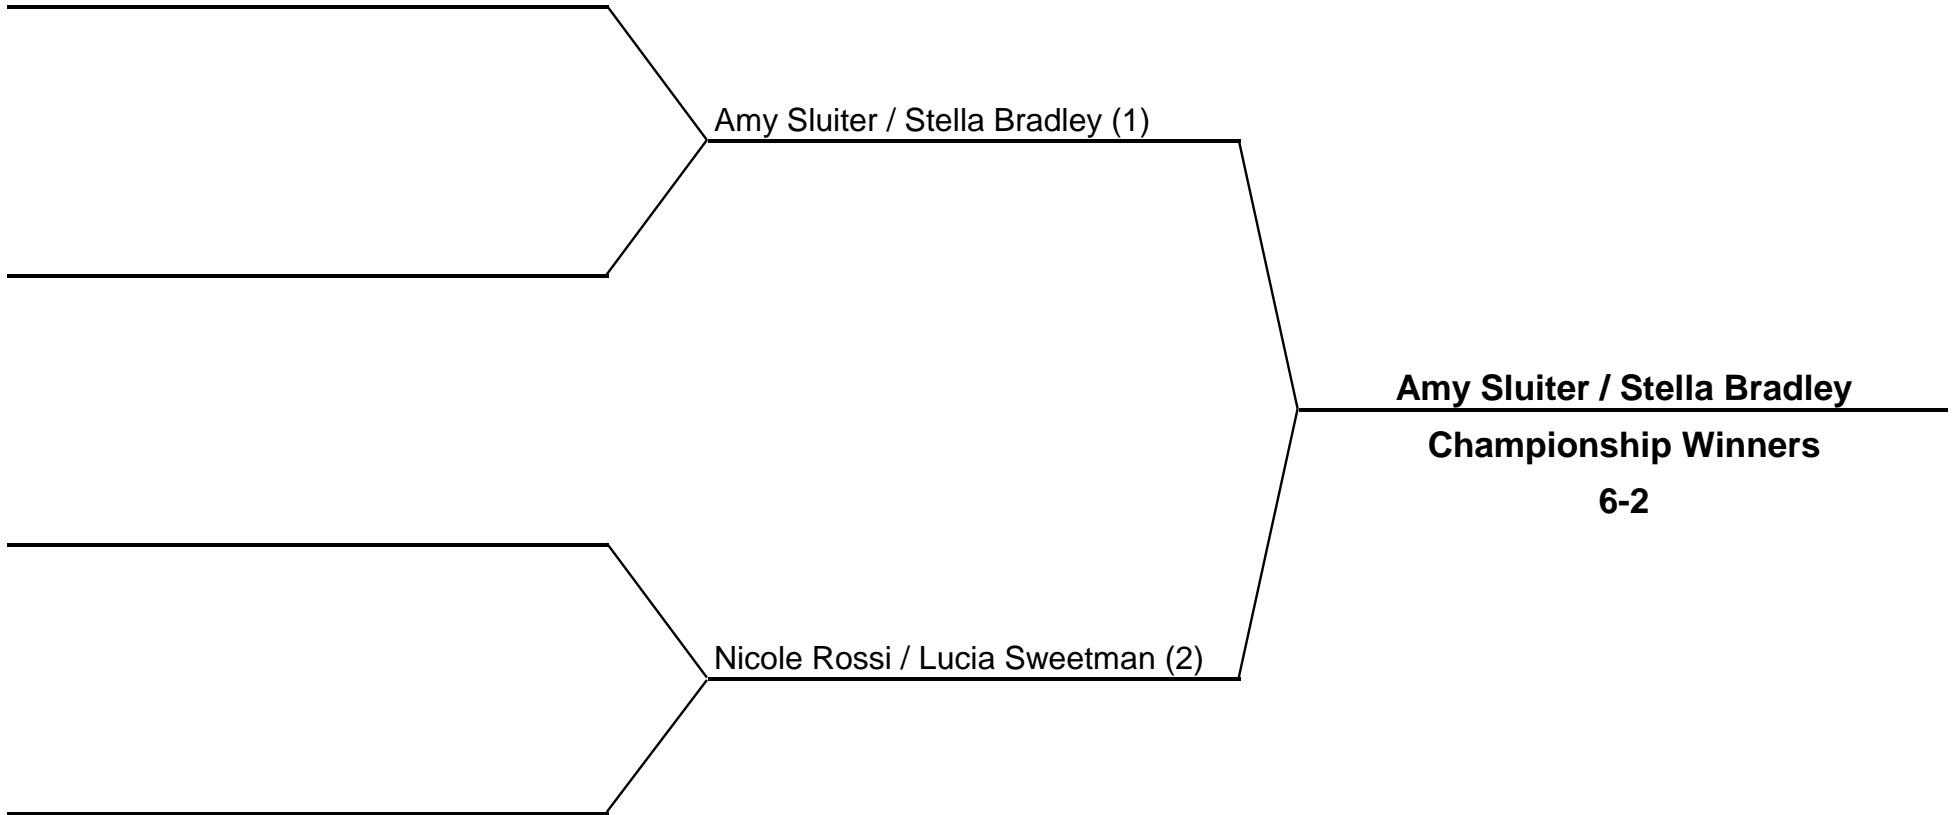 Amy Sluiter / Stella Bradley (1)
Amy Sluiter / Stella Bradley
Championship Winners
6-2
Nicole Rossi / Lucia Sweetman (2)